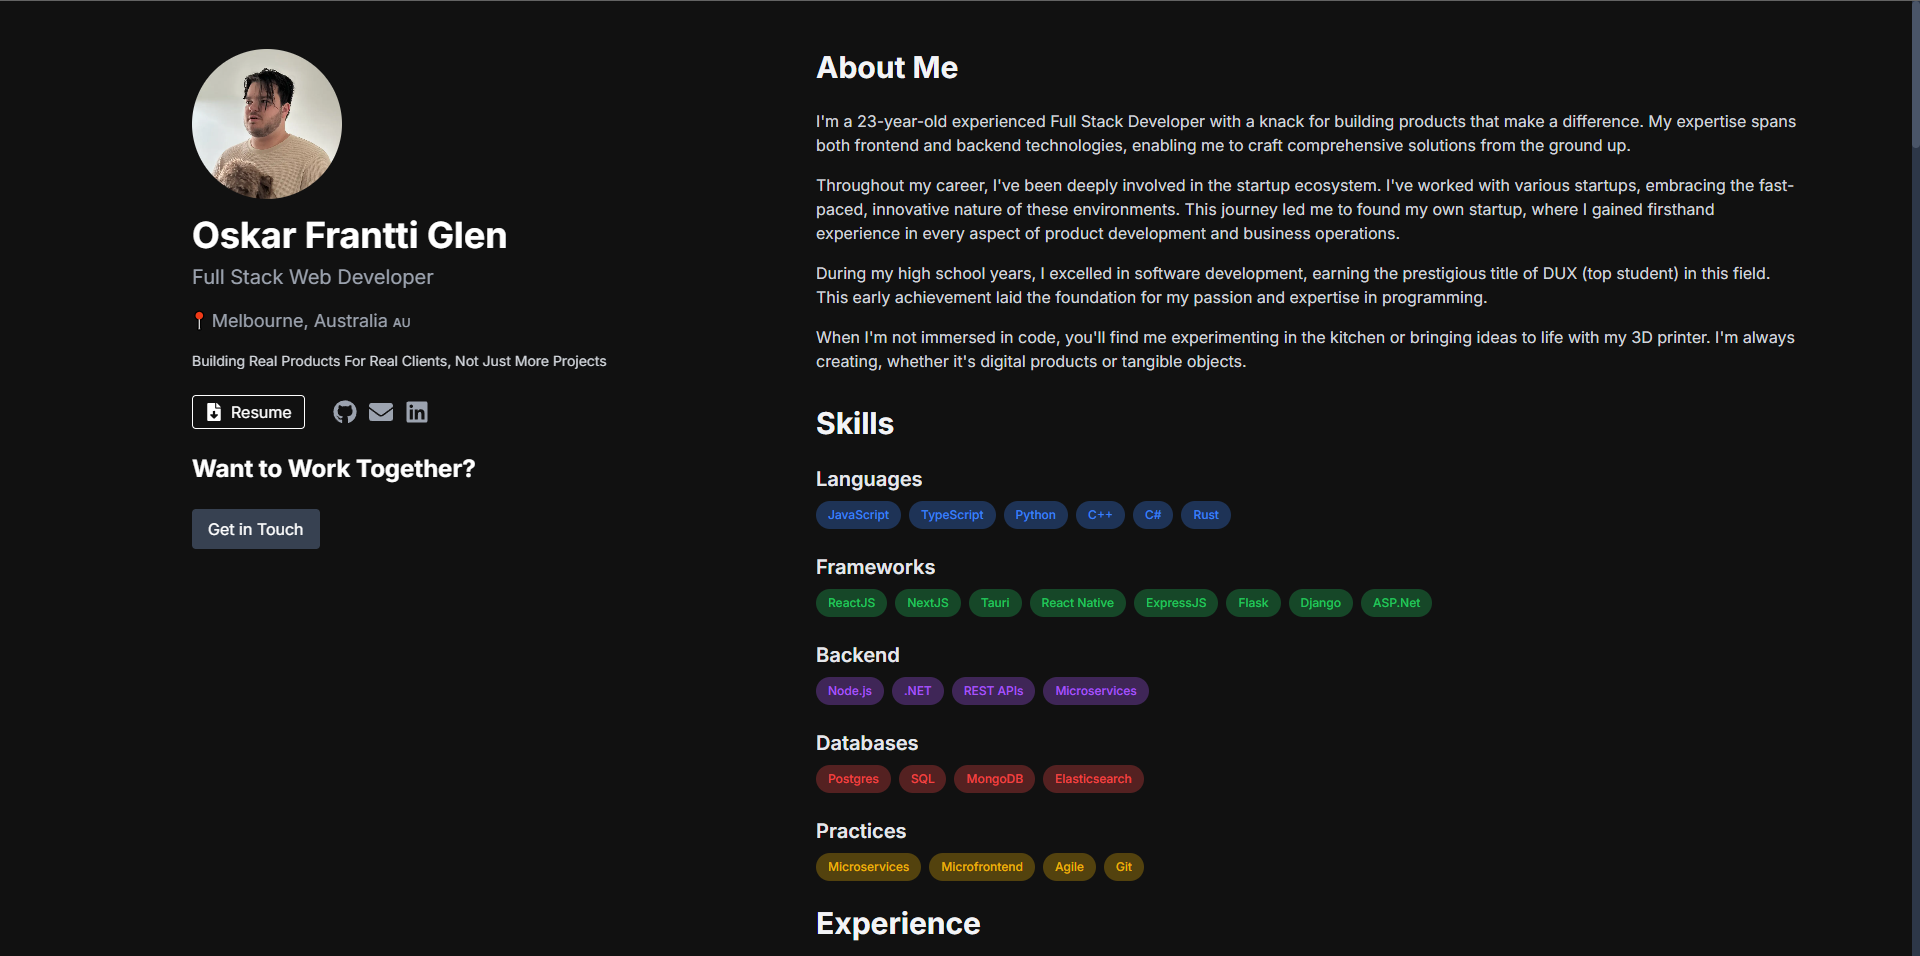 Oskar Frantti Glen
Full Stack Web Developer
📍 Melbourne, Australia AU
Building Real Products For Real Clients, Not Just More Projects
Resume
Want to Work Together?
Get in Touch
About Me
I'm a 23-year-old experienced Full Stack Developer with a knack for building products that make a difference. My expertise spans
both frontend and backend technologies, enabling me to craft comprehensive solutions from the ground up.
Throughout my career, I've been deeply involved in the startup ecosystem. I've worked with various startups, embracing the fast-
paced, innovative nature of these environments. This journey led me to found my own startup, where I gained firsthand
experience in every aspect of product development and business operations.
During my high school years, I excelled in software development, earning the prestigious title of DUX (top student) in this field.
This early achievement laid the foundation for my passion and expertise in programming.
When I'm not immersed in code, you'll find me experimenting in the kitchen or bringing ideas to life with my 3D printer. I'm always
creating, whether it's digital products or tangible objects.
Skills
Languages
JavaScript TypeScript Python C++ C# Rust
Frameworks
ReactJS NextJS Tauri React Native ExpressJS Flask Django ASP.Net
Backend
Node.js .NET REST APIs Microservices
Databases
Postgres SQL MongoDB Elasticsearch
Practices
Microservices Microfrontend Agile Git
Experience